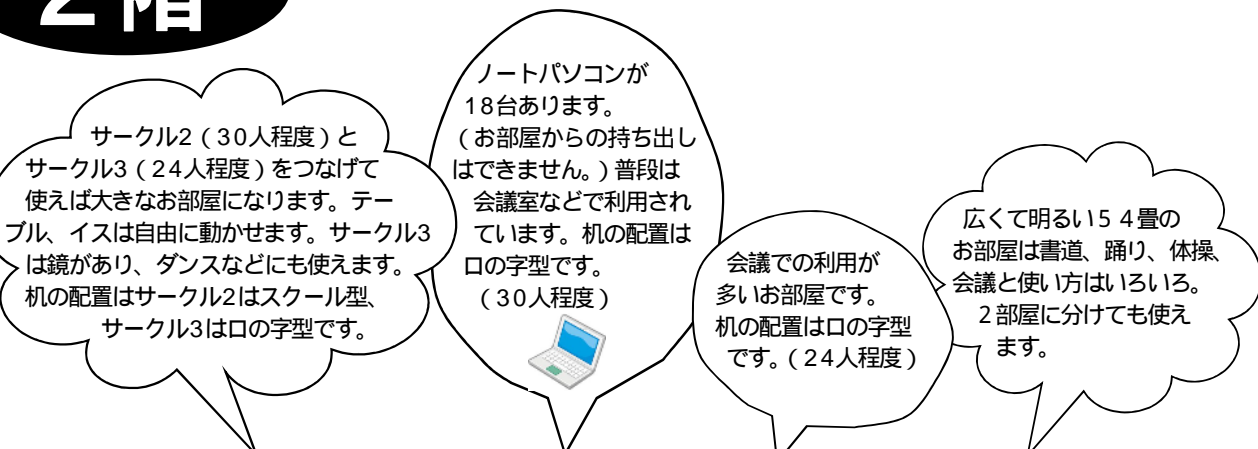 2階
サークル2(30人程度)と
サークル3(24人程度)をつなげて
使えば大きなお部屋になります。テー
ブル、イスは自由に動かせます。サークル3
は鏡があり、ダンスなどにも使えます。
机の配置はサークル2はスクール型、
サークル3はロの字型です。
ノートパソコンが
18台あります。
(お部屋からの持ち出し
はできません。)普段は
会議室などで利用され
ています。机の配置は
ロの字型です。
(30人程度)
会議での利用が
多いお部屋です。
机の配置はロの字型
です。(24人程度)
広くて明るい54畳の
お部屋は書道、踊り、体操、
会議と使い方はいろいろ。
2部屋に分けても使え
ます。